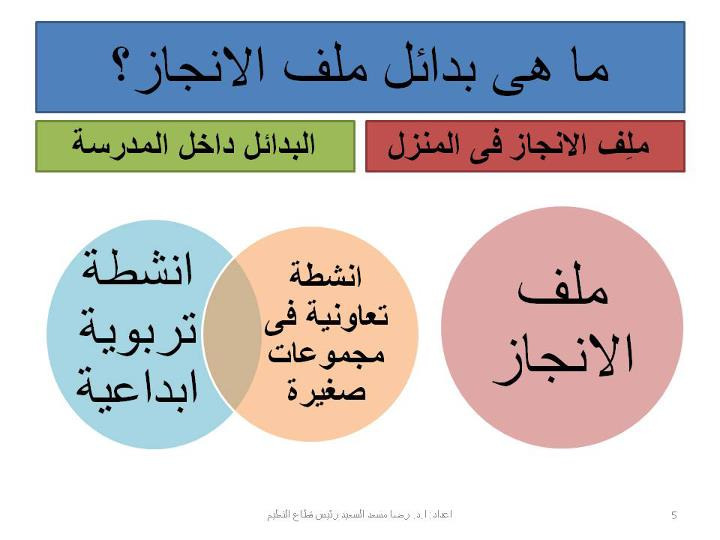 ما هى بدائل ملف الانجاز؟
ملِف الانجاز فى المنزل
البدائل داخل المدرسة
ملف
الانجاز
انشطة
تعاونية فى
مجموعات
صغيرة
انشطة
تربوية
ابداعية
اعداد: ا.د. رضا مسعد السعيد رئيس قطاع التعليم
5